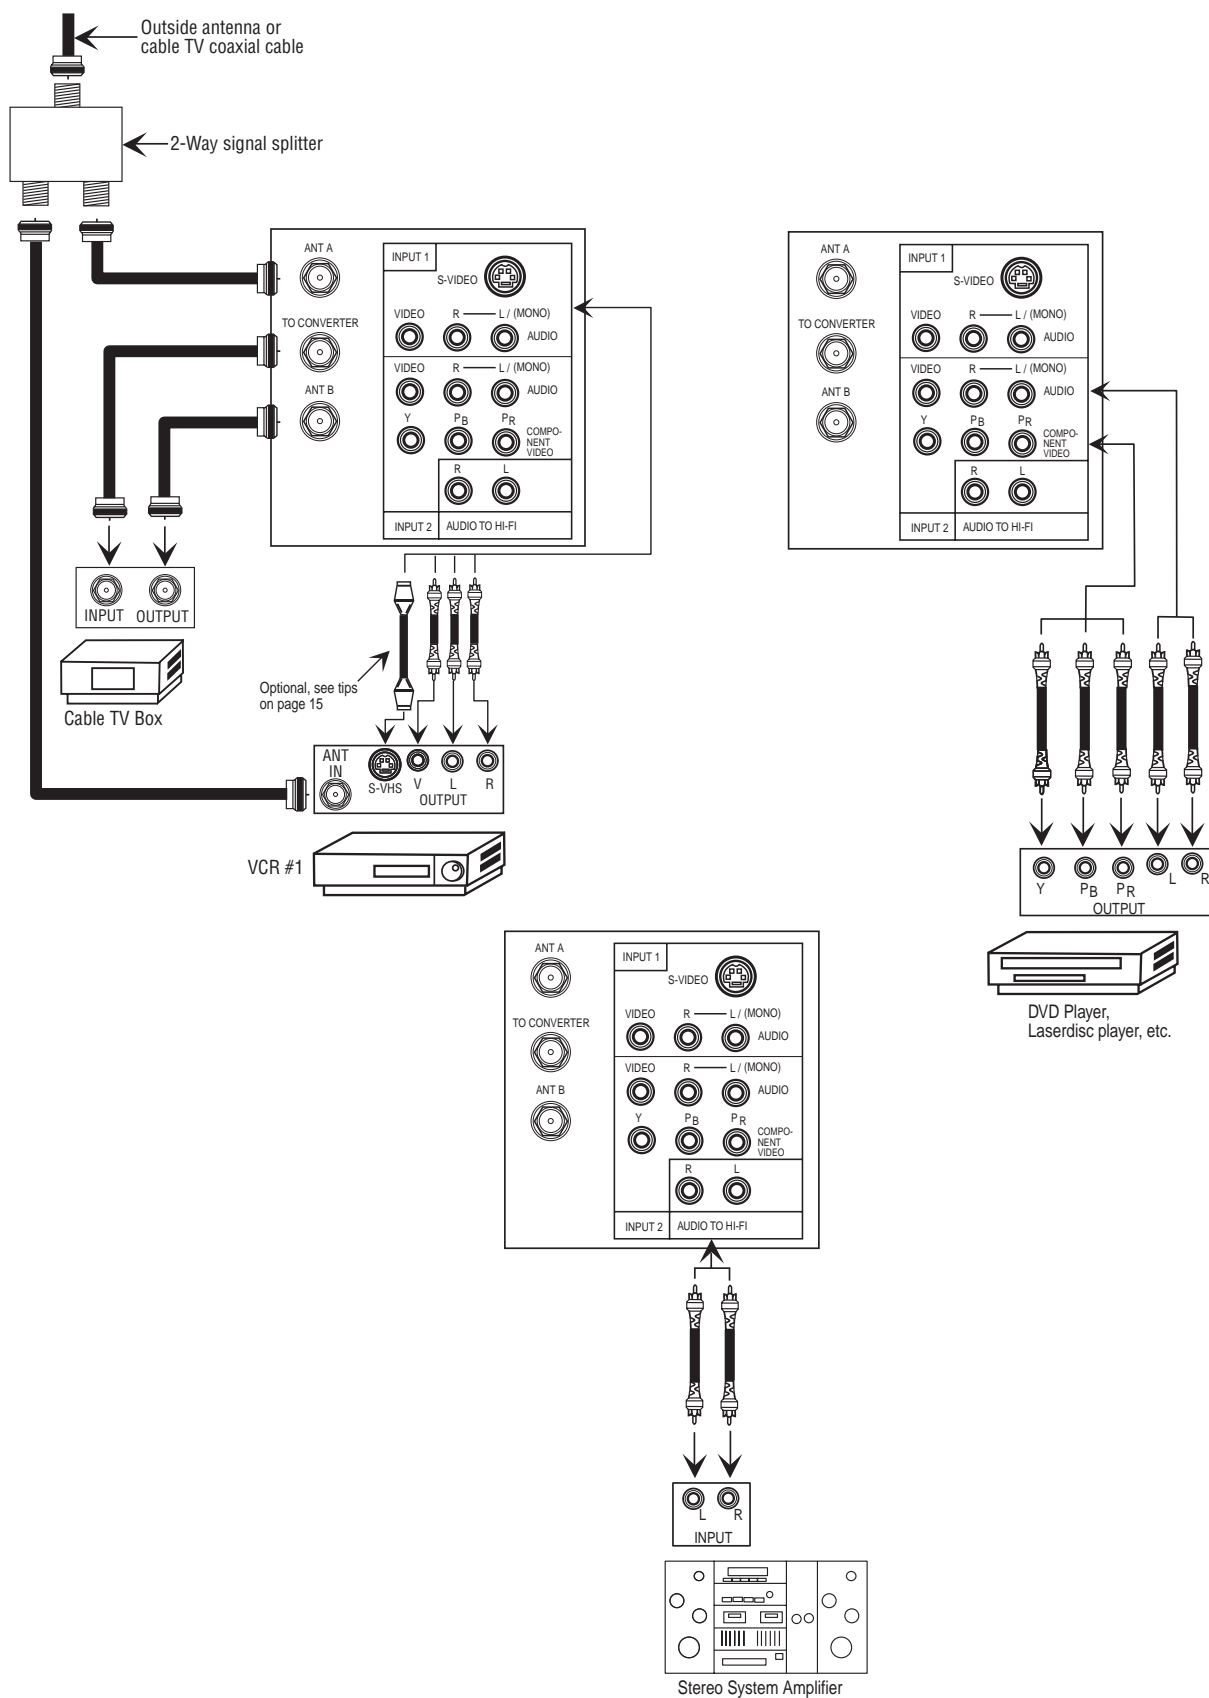 Outside antenna or
cable TV coaxial cable
2-Way signal splitter
ANT A
TO CONVERTER
ANT B
INPUT 1
S-VIDEO
VIDEO R L / (MONO)
AUDIO
VIDEO R L / (MONO)
AUDIO
Y PB PR
COMPO-
NENT
VIDEO
R L
INPUT 2 AUDIO TO HI-FI
INPUT OUTPUT
Cable TV Box
Optional, see tips
on page 15
ANT
IN
S-VHS V L R
OUTPUT
VCR #1
ANT A
TO CONVERTER
ANT B
INPUT 1
S-VIDEO
VIDEO R L / (MONO)
AUDIO
VIDEO R L / (MONO)
AUDIO
Y PB PR
COMPO-
NENT
VIDEO
R L
INPUT 2 AUDIO TO HI-FI
Y PB PR L R
OUTPUT
DVD Player,
Laserdisc player, etc.
ANT A
TO CONVERTER
ANT B
INPUT 1
S-VIDEO
VIDEO R L / (MONO)
AUDIO
VIDEO R L / (MONO)
AUDIO
Y PB PR
COMPO-
NENT
VIDEO
R L
INPUT 2 AUDIO TO HI-FI
L R
INPUT
Stereo System Amplifier